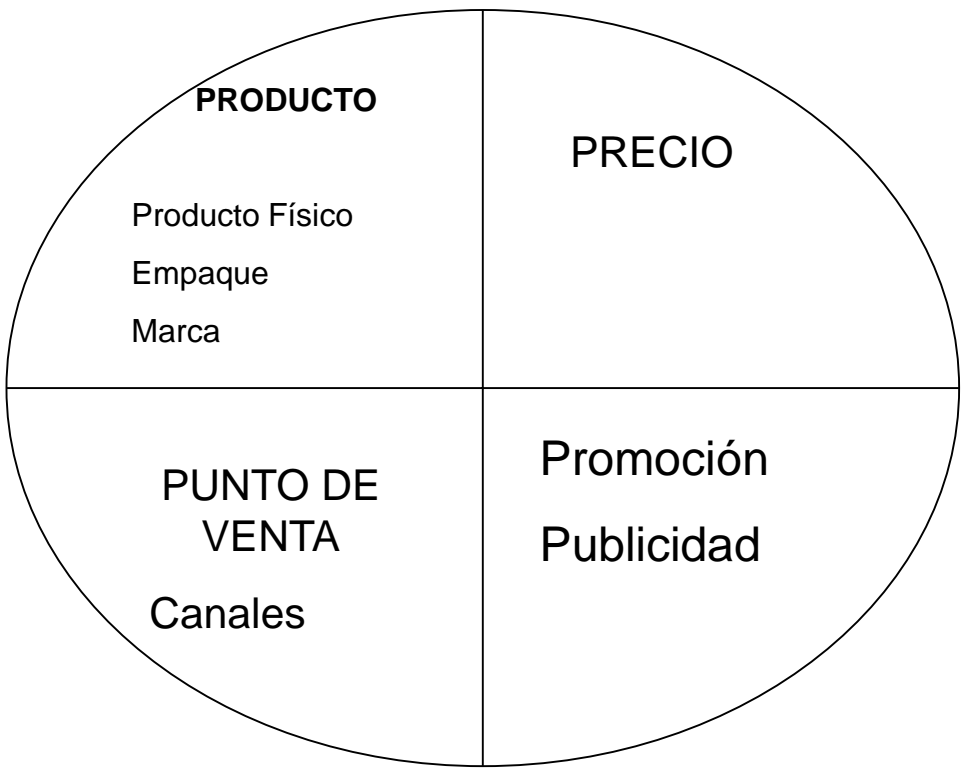 PRODUCTO
Producto Físico
Empaque
Marca
PRECIO
PUNTO DE
VENTA
Canales
Promoción
Publicidad